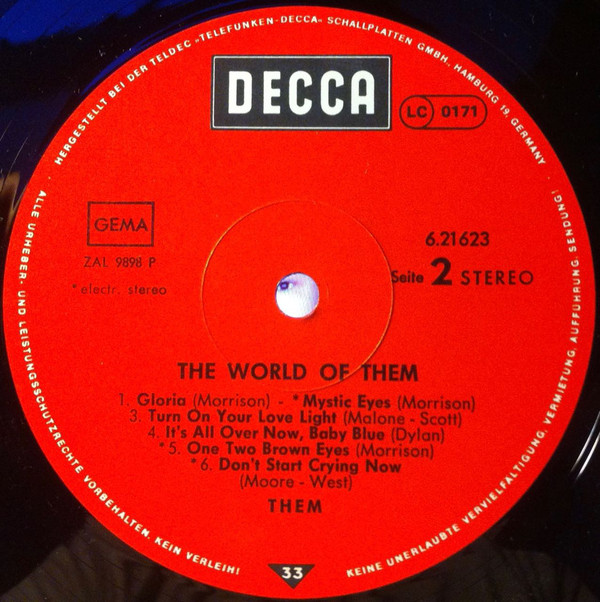 HERGESTELLT BEI DER TELDEC »TELEFUNKEN-DECCA« SCHALLPLATTEN GMBH., HAMBURG 19, GERMANY
DECCA
LC 0171
GEMA
ZAL 9898 P
*electr. stereo
6.21623
Seite 2 STEREO
THE WORLD OF THEM
1. Gloria (Morrison) - *Mystic Eyes (Morrison)
3. Turn On Your Love Light (Malone - Scott)
4. It's All Over Now, Baby Blue (Dylan)
*5. One Two Brown Eyes (Morrison)
*6. Don't Start Crying Now
(Moore - West)
THEM
33
ALLE URHEBER- UND LEISTUNGSSCHUTZRECHTE VORBEHALTEN. KEIN VERLEIH!
KEINE UNERLAUBTE VERVIELFÄLTIGUNG, VERMIETUNG, AUFFÜHRUNG, SENDUNG!